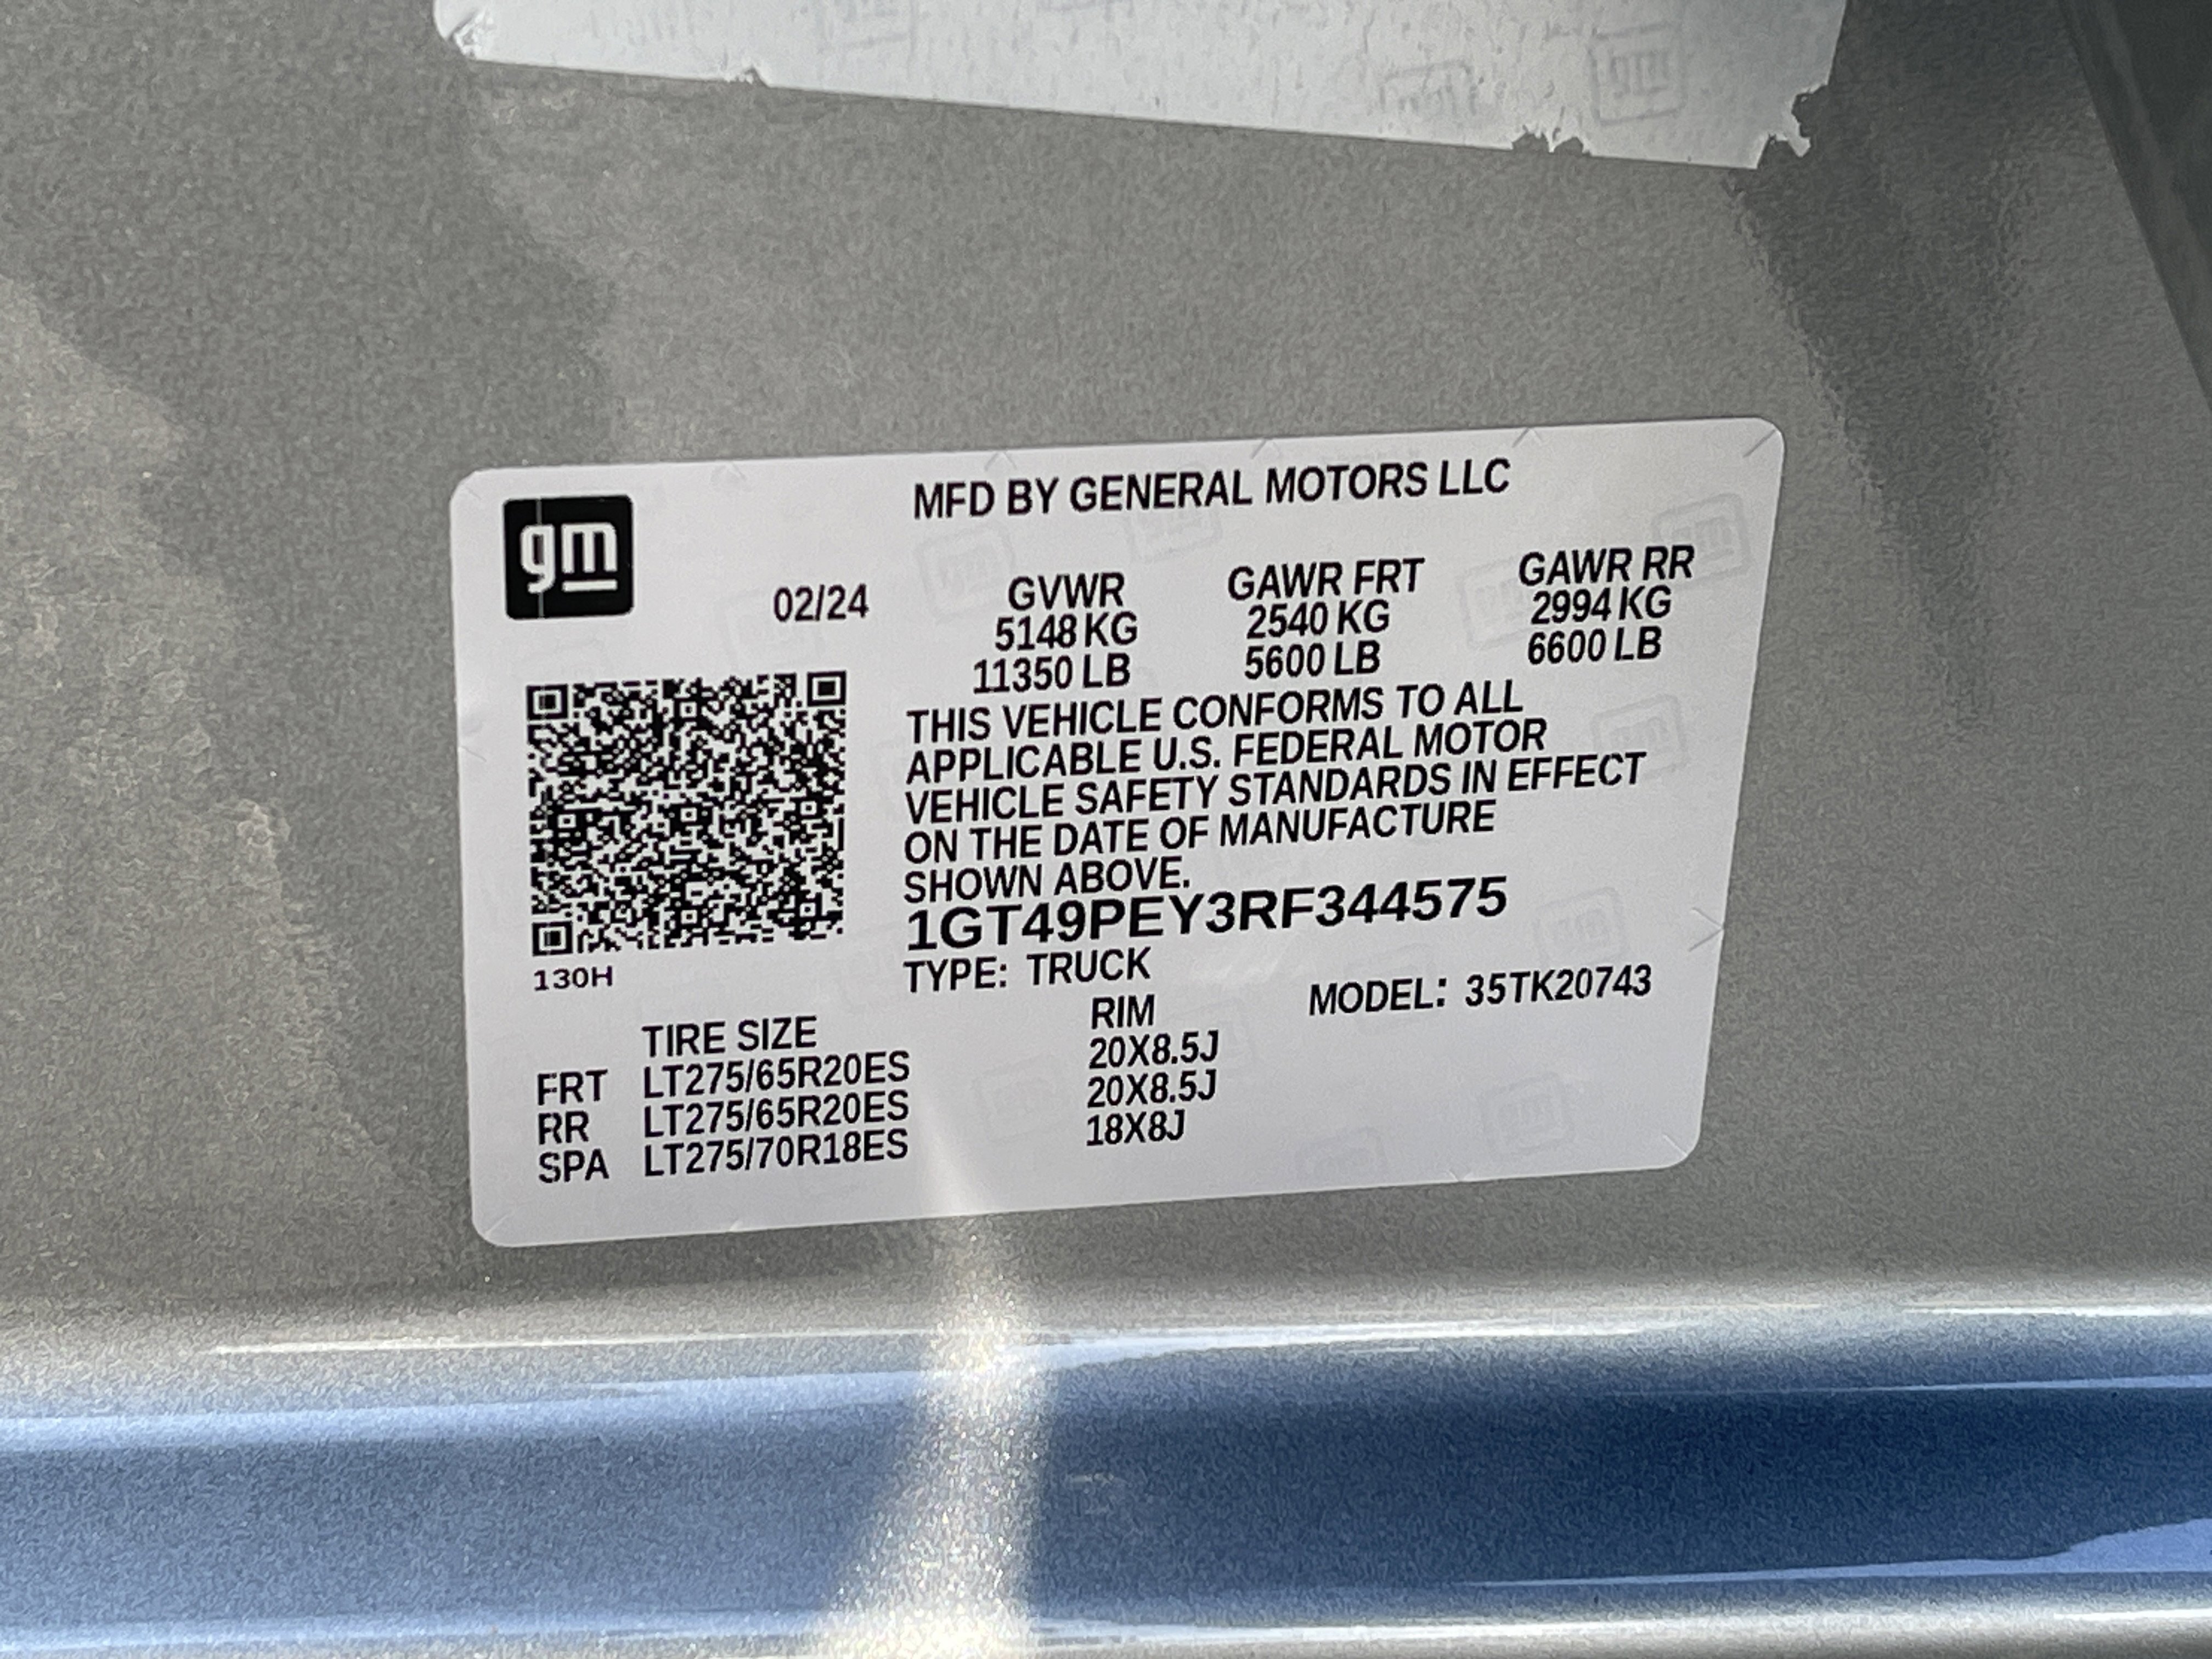 gm
MFD BY GENERAL MOTORS LLC
02/24 GVWR GAWR FRT GAWR RR
5148 KG 2540 KG 2994 KG
11350 LB 5600 LB 6600 LB
THIS VEHICLE CONFORMS TO ALL
APPLICABLE U.S. FEDERAL MOTOR
VEHICLE SAFETY STANDARDS IN EFFECT
ON THE DATE OF MANUFACTURE
SHOWN ABOVE.
1GT49PEY3RF344575
130H
TYPE: TRUCK
MODEL: 35TK20743
TIRE SIZE RIM
FRT LT275/65R20ES 20X8.5J
RR LT275/65R20ES 20X8.5J
SPA LT275/70R18ES 18X8J